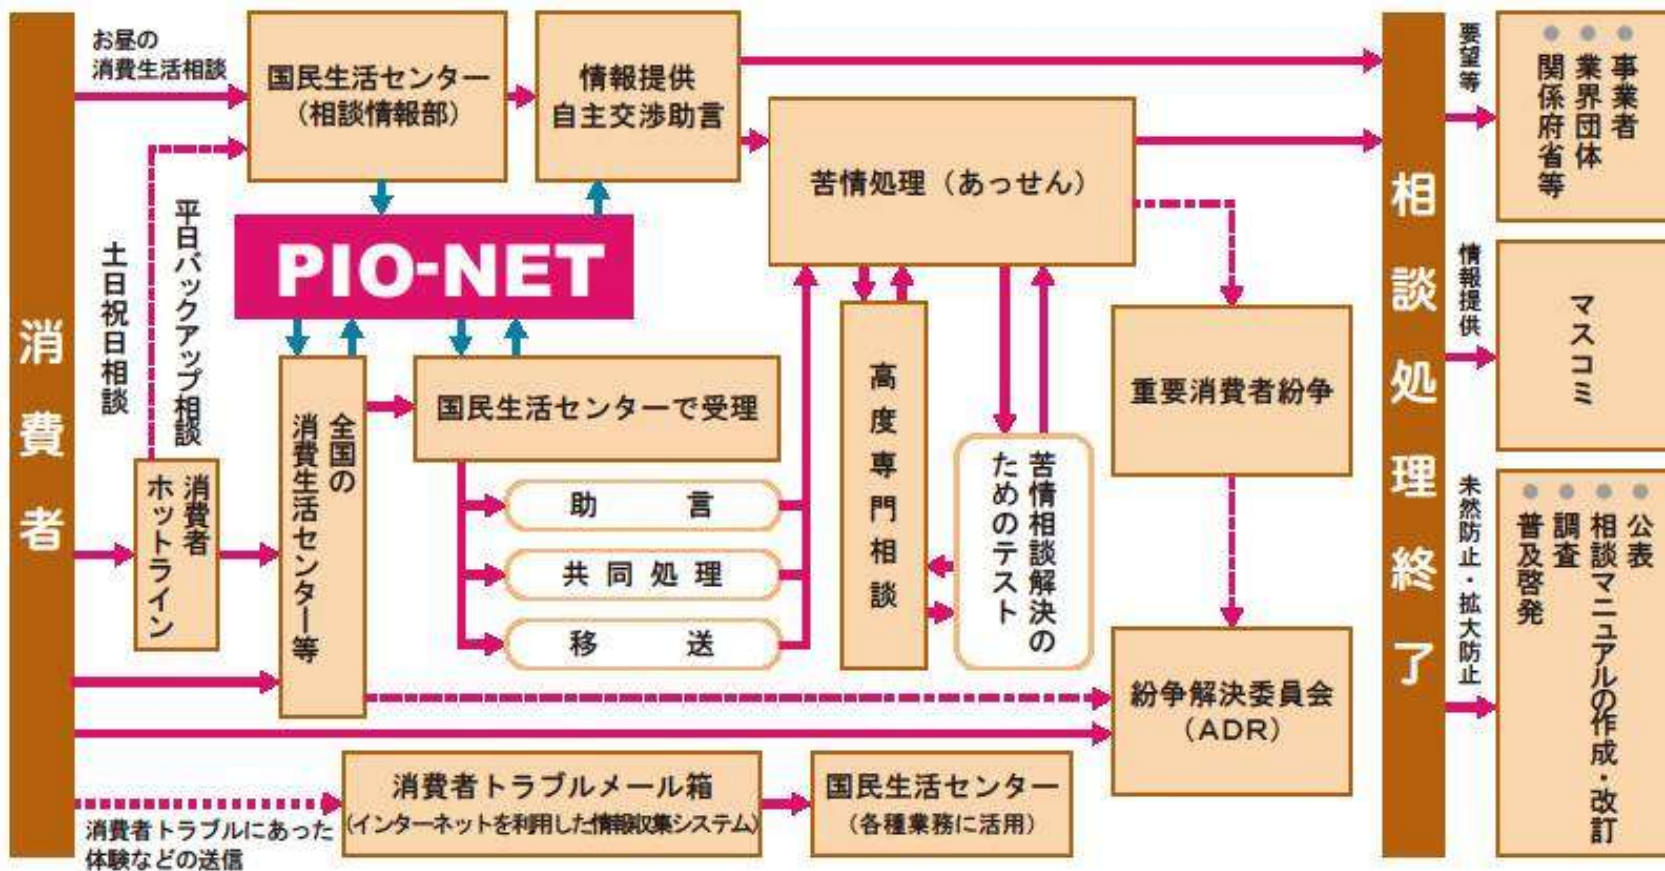 消費者
お昼の
消費生活相談
国民生活センター
（相談情報部）
情報提供
自主交渉助言
苦情処理（あっせん）
PIO-NET
土日祝日相談
平日バックアップ相談
消費者
ホットライン
全国の
消費生活センター等
国民生活センターで受理
助言
共同処理
移送
高度専門相談
苦情相談解決の
ためのテスト
重要消費者紛争
紛争解決委員会
（ADR）
消費者トラブルにあった
体験などの送信
消費者トラブルメール箱
（インターネットを利用した情報収集システム）
国民生活センター
（各種業務に活用）
相談処理終了
要望等
●事業者
●業界団体
●関係府省等
情報提供
マスコミ
未然防止・拡大防止
●公表
●相談マニュアルの作成・改訂
●調査
●普及啓発